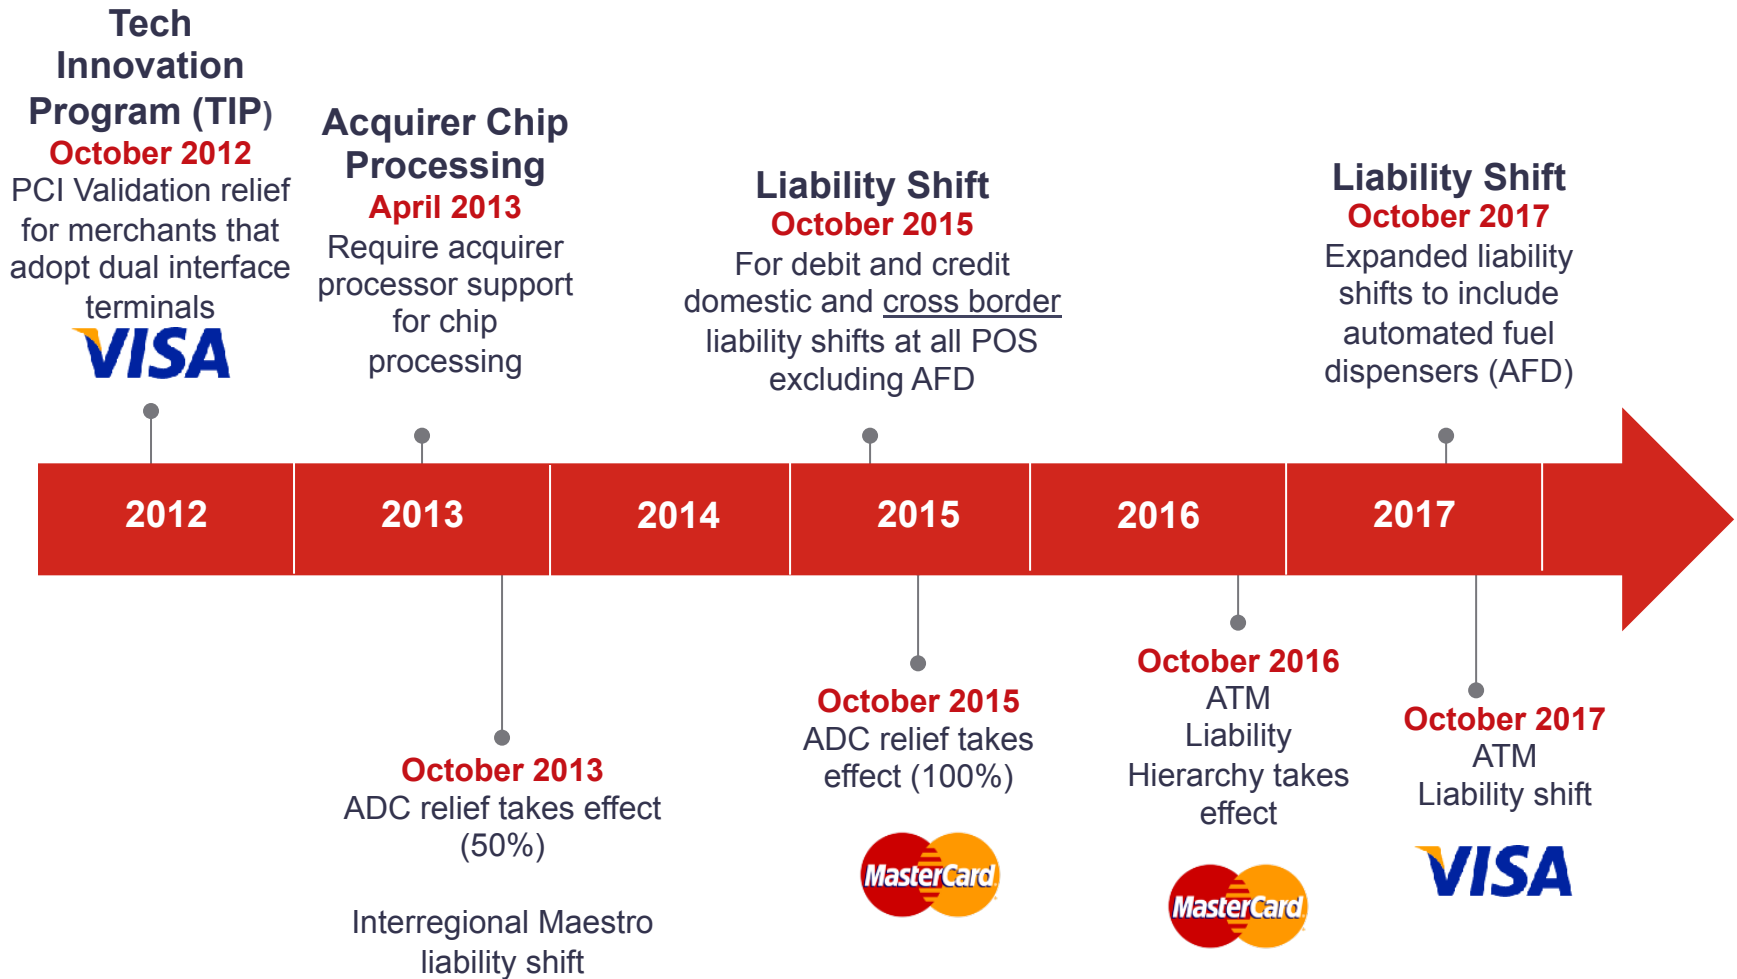 Tech
Innovation
Program (TIP)
October 2012
PCI Validation relief
for merchants that
adopt dual interface
terminals
VISA
Acquirer Chip
Processing
April 2013
Require acquirer
processor support
for chip
processing
Liability Shift
October 2015
For debit and credit
domestic and cross border
liability shifts at all POS
excluding AFD
Liability Shift
October 2017
Expanded liability
shifts to include
automated fuel
dispensers (AFD)
2012
2013
2014
2015
2016
2017
October 2013
ADC relief takes effect
(50%)
Interregional Maestro
liability shift
October 2015
ADC relief takes
effect (100%)
MasterCard
October 2016
ATM
Liability
Hierarchy takes
effect
MasterCard
October 2017
ATM
Liability shift
VISA